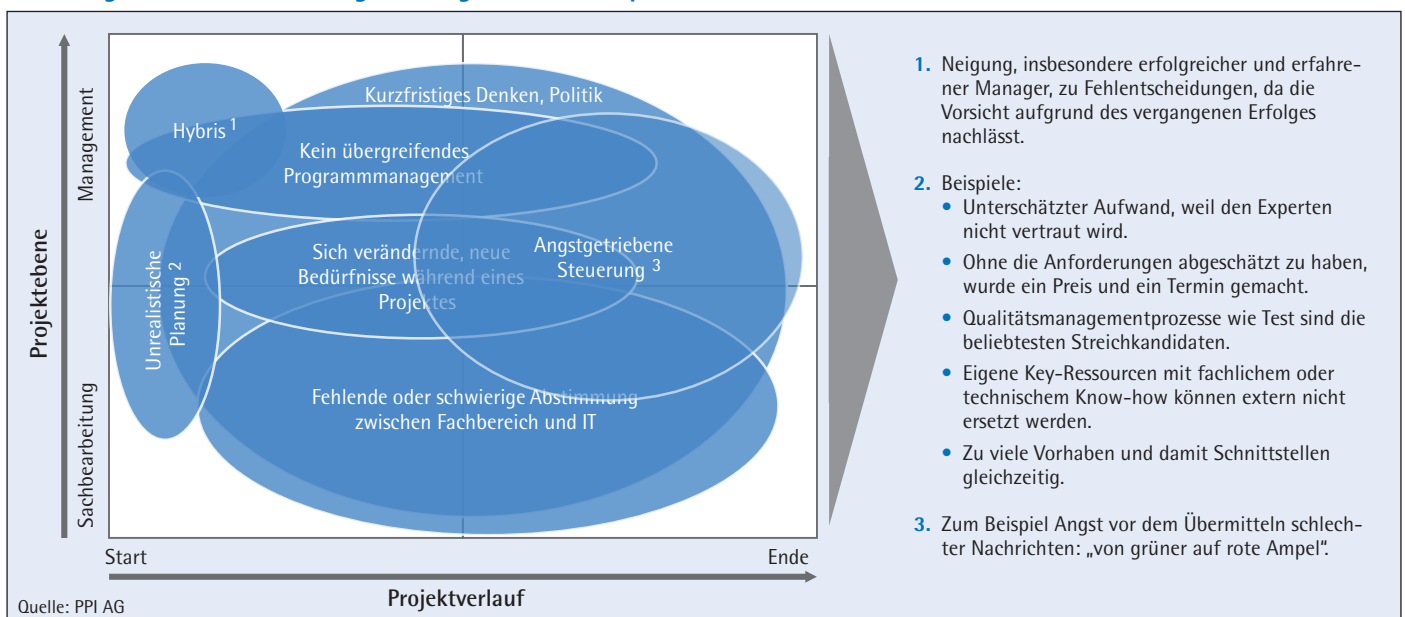 Projektebene
Management
Sachbearbeitung
Hybris 1
Kurzfristiges Denken, Politik
Kein übergreifendes
Programmmanagement
Unrealistische
Planung 2
Sich verändernde, neue
Bedürfnisse während eines
Projektes
Angstgetriebene
Steuerung 3
Fehlende oder schwierige Abstimmung
zwischen Fachbereich und IT
Start
Ende
Projektverlauf
Quelle: PPI AG
1. Neigung, insbesondere erfolgreicher und erfahre-
ner Manager, zu Fehlentscheidungen, da die
Vorsicht aufgrund des vergangenen Erfolges
nachlässt.
2. Beispiele:
• Unterschätzter Aufwand, weil den Experten
nicht vertraut wird.
• Ohne die Anforderungen abgeschätzt zu haben,
wurde ein Preis und ein Termin gemacht.
• Qualitätsmanagementprozesse wie Test sind die
beliebtesten Streichkandidaten.
• Eigene Key-Ressourcen mit fachlichem oder
technischem Know-how können extern nicht
ersetzt werden.
• Zu viele Vorhaben und damit Schnittstellen
gleichzeitig.
3. Zum Beispiel Angst vor dem Übermitteln schlech-
ter Nachrichten: „von grüner auf rote Ampel“.